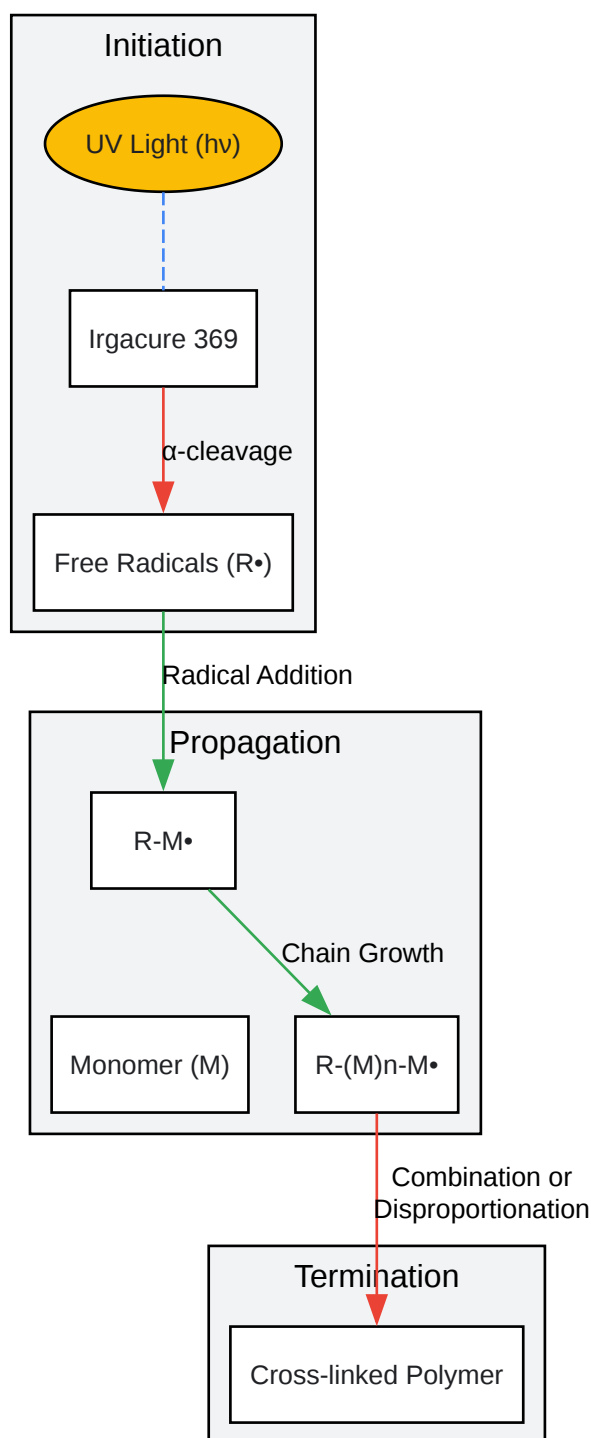 Initiation
UV Light (hν)
Irgacure 369
α-cleavage
Free Radicals (R•)
Radical Addition
Propagation
R-M•
Chain Growth
Monomer (M)
R-(M)n-M•
Combination or
Disproportionation
Termination
Cross-linked Polymer